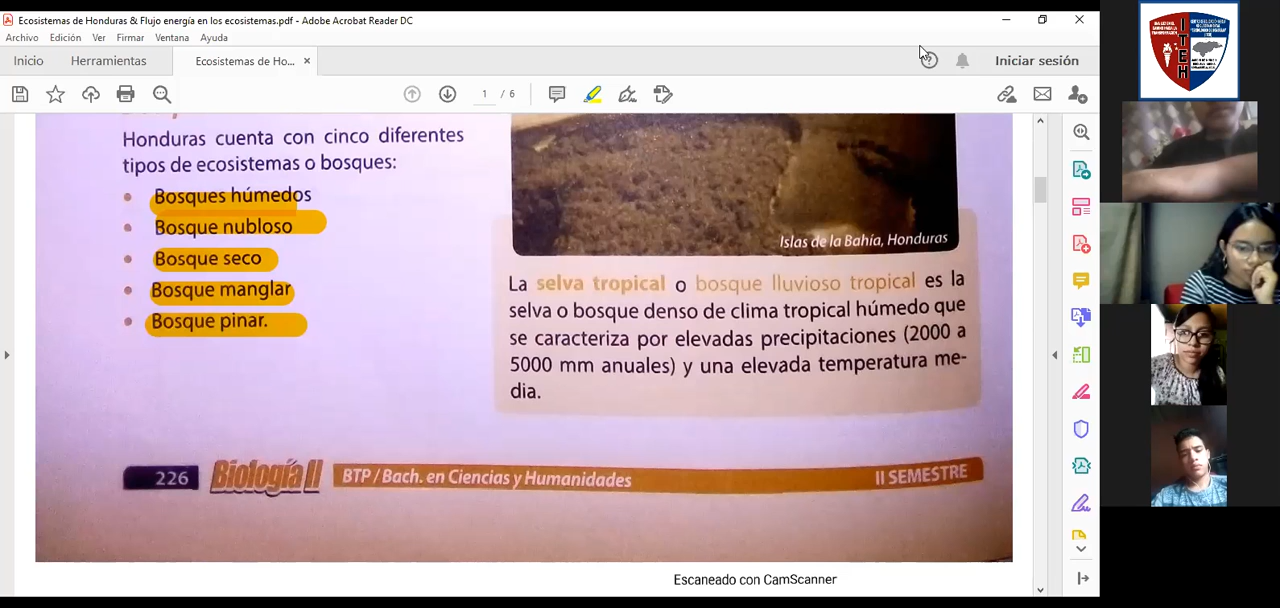 Ecosistemas de Honduras & Flujo energía en los ecosistemas.pdf - Adobe Acrobat Reader DC
Archivo Edición Ver Firmar Ventana Ayuda
Inicio Herramientas Ecosistemas de Ho... Iniciar sesión
1 / 6
Honduras cuenta con cinco diferentes
tipos de ecosistemas o bosques:
Bosques húmedos
Bosque nubloso
Bosque seco
Bosque manglar
Bosque pinar.
Islas de la Bahía, Honduras
La selva tropical o bosque lluvioso tropical es la
selva o bosque denso de clima tropical húmedo que
se caracteriza por elevadas precipitaciones (2000 a
5000 mm anuales) y una elevada temperatura me-
dia.
226 Biología II BTP / Bach. en Ciencias y Humanidades II SEMESTRE
Escaneado con CamScanner
ITEH